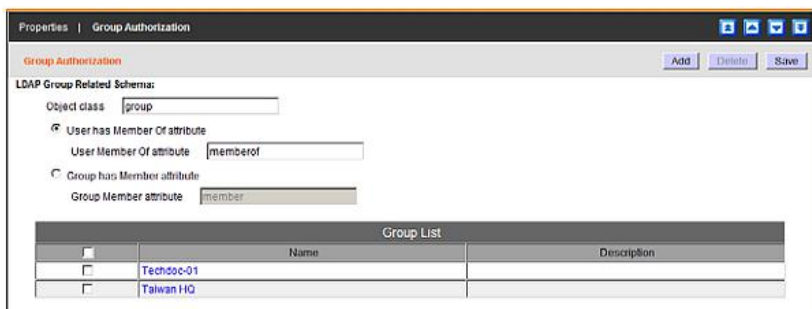 Properties | Group Authorization
Group Authorization
Add Delete Save
LDAP Group Related Schema:
Object class group
User has Member Of attribute
User Member Of attribute memberof
Group has Member attribute
Group Member attribute member
Group List
Name Description
Techdoc-01
Taiwan HQ